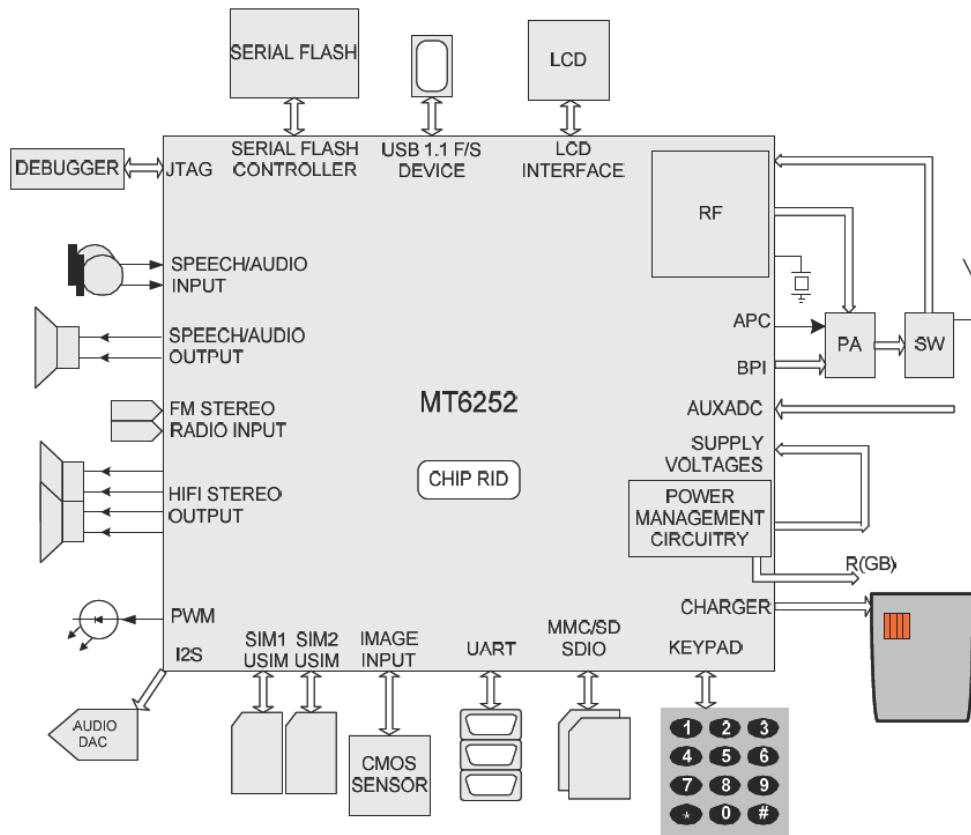 SERIAL FLASH
LCD
SERIAL FLASH
CONTROLLER
USB 1.1 F/S
DEVICE
LCD
INTERFACE
DEBUGGER
JTAG
RF
SPEECH/AUDIO
INPUT
SPEECH/AUDIO
OUTPUT
APC
PA
SW
BPI
FM STEREO
RADIO INPUT
MT6252
AUXADC
SUPPLY
VOLTAGES
CHIP RID
HIFI STEREO
OUTPUT
POWER
MANAGEMENT
CIRCUITRY
R(GB)
CHARGER
PWM
I2S
SIM1
USIM
SIM2
USIM
IMAGE
INPUT
UART
MMC/SD
SDIO
KEYPAD
AUDIO
DAC
CMOS
SENSOR
1 2 3
4 5 6
7 8 9
* 0 #